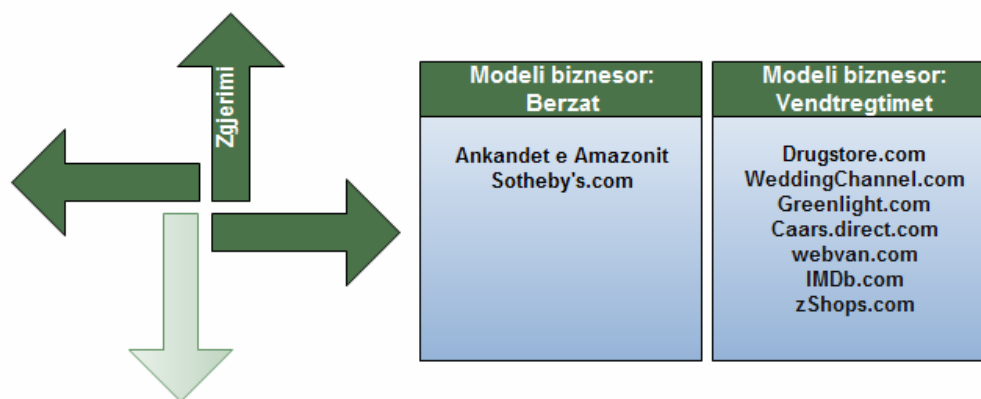 Zgjerimi
Modeli biznesor:
Berzat
Ankandet e Amazonit
Sotheby's.com
Modeli biznesor:
Vendtregtimet
Drugstore.com
WeddingChannel.com
Greenlight.com
Caars.direct.com
webvan.com
IMDb.com
zShops.com